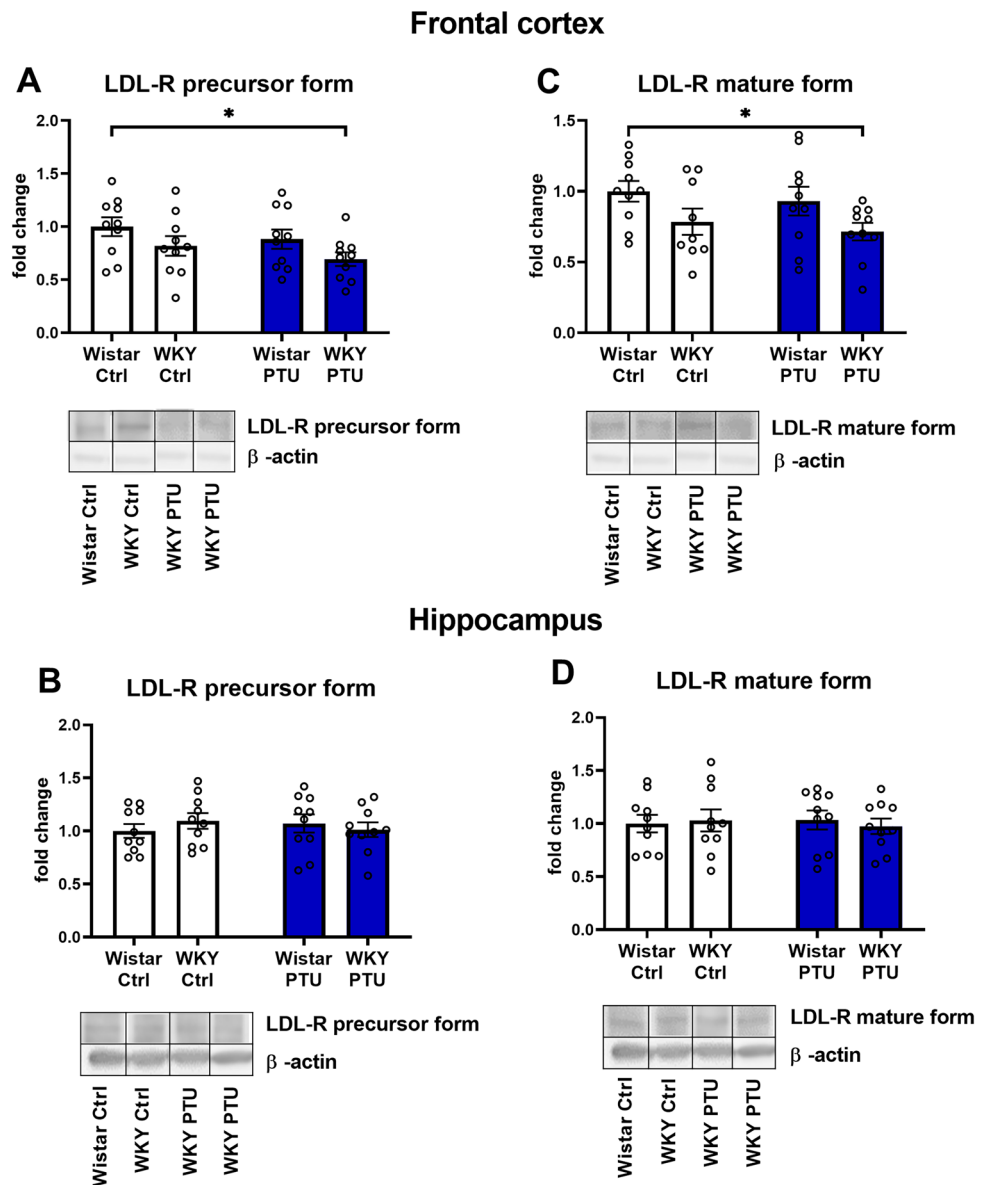 Frontal cortex
A
LDL-R precursor form
*
fold change
2.0
1.5
1.0
0.5
0.0
Wistar Ctrl
WKY Ctrl
Wistar PTU
WKY PTU
LDL-R precursor form
β -actin
Wistar Ctrl
WKY Ctrl
WKY PTU
WKY PTU
C
LDL-R mature form
*
fold change
1.5
1.0
0.5
0.0
Wistar Ctrl
WKY Ctrl
Wistar PTU
WKY PTU
LDL-R mature form
β -actin
Wistar Ctrl
WKY Ctrl
WKY PTU
WKY PTU
Hippocampus
B
LDL-R precursor form
fold change
2.0
1.5
1.0
0.5
0.0
Wistar Ctrl
WKY Ctrl
Wistar PTU
WKY PTU
LDL-R precursor form
β -actin
Wistar Ctrl
WKY Ctrl
WKY PTU
WKY PTU
D
LDL-R mature form
fold change
2.0
1.5
1.0
0.5
0.0
Wistar Ctrl
WKY Ctrl
Wistar PTU
WKY PTU
LDL-R mature form
β -actin
Wistar Ctrl
WKY Ctrl
WKY PTU
WKY PTU